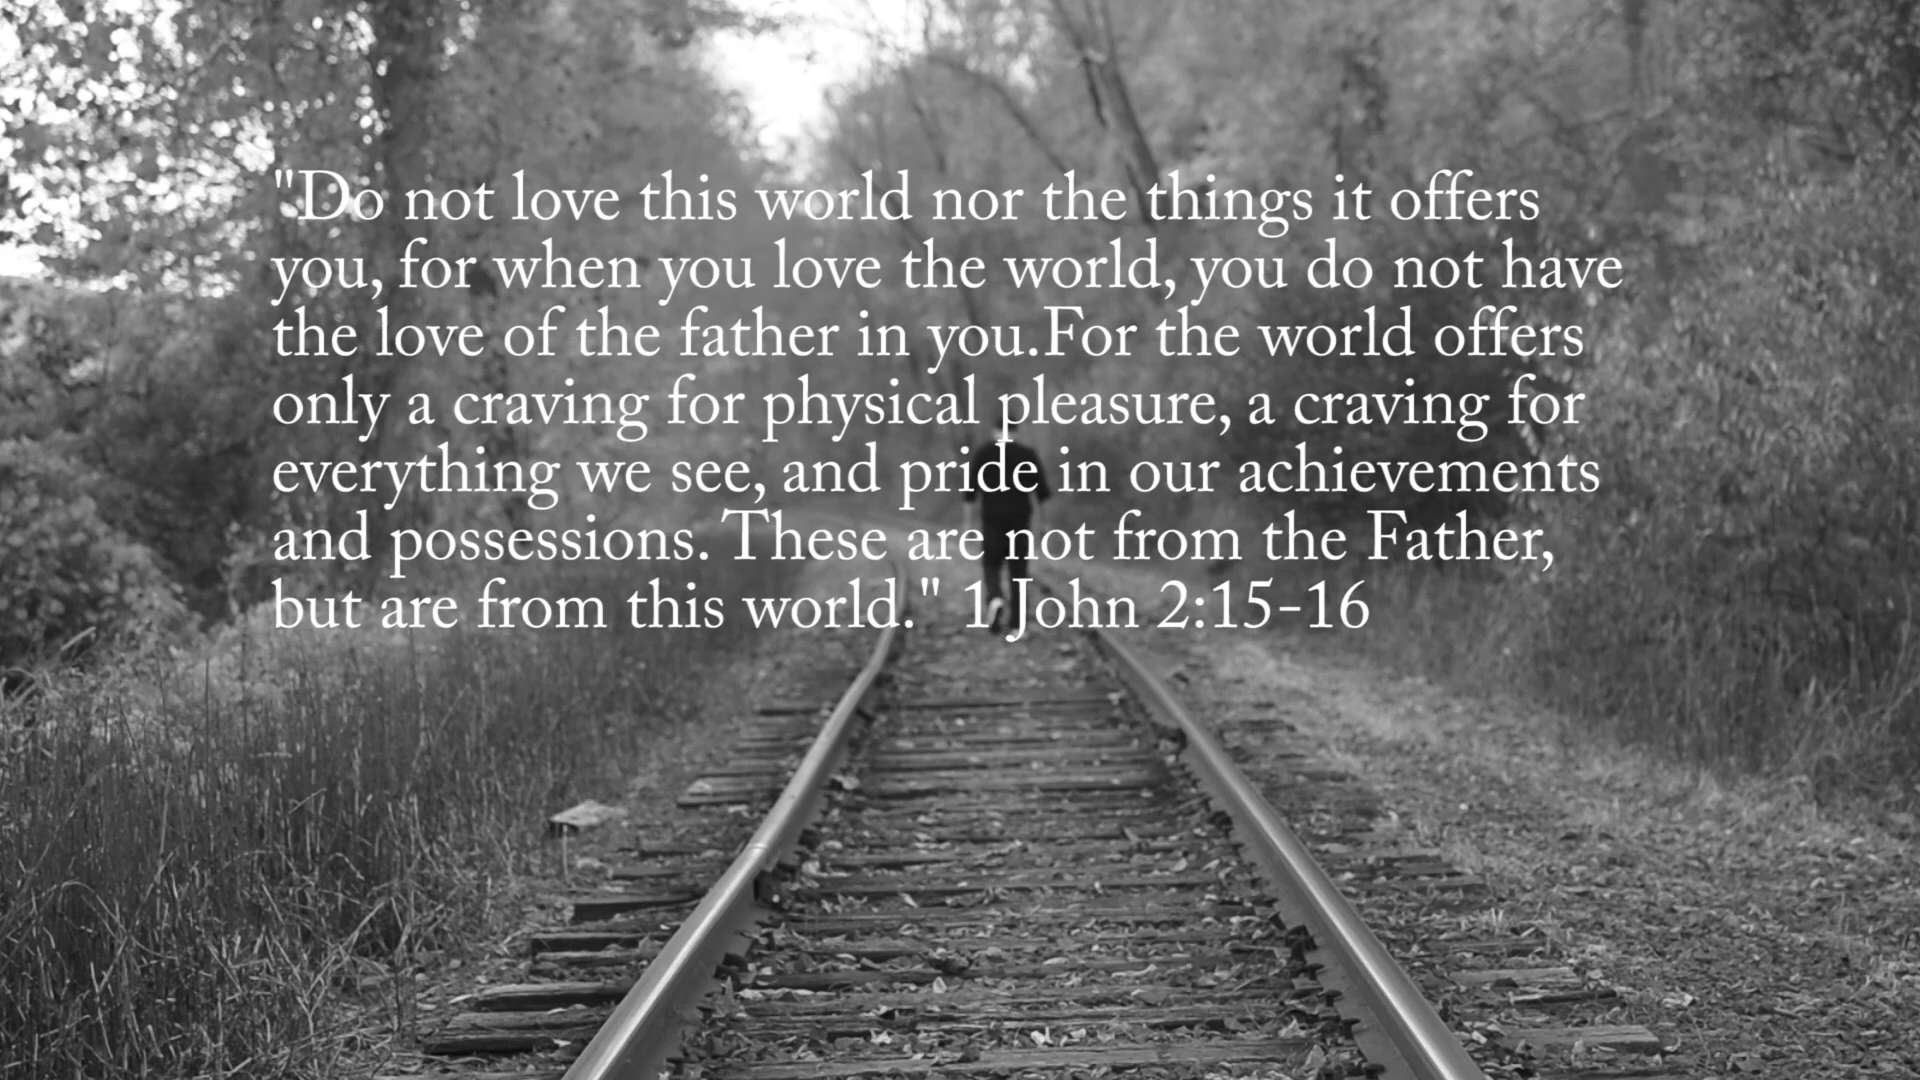 "Do not love this world nor the things it offers
you, for when you love the world, you do not have
the love of the father in you.For the world offers
only a craving for physical pleasure, a craving for
everything we see, and pride in our achievements
and possessions. These are not from the Father,
but are from this world." 1 John 2:15-16